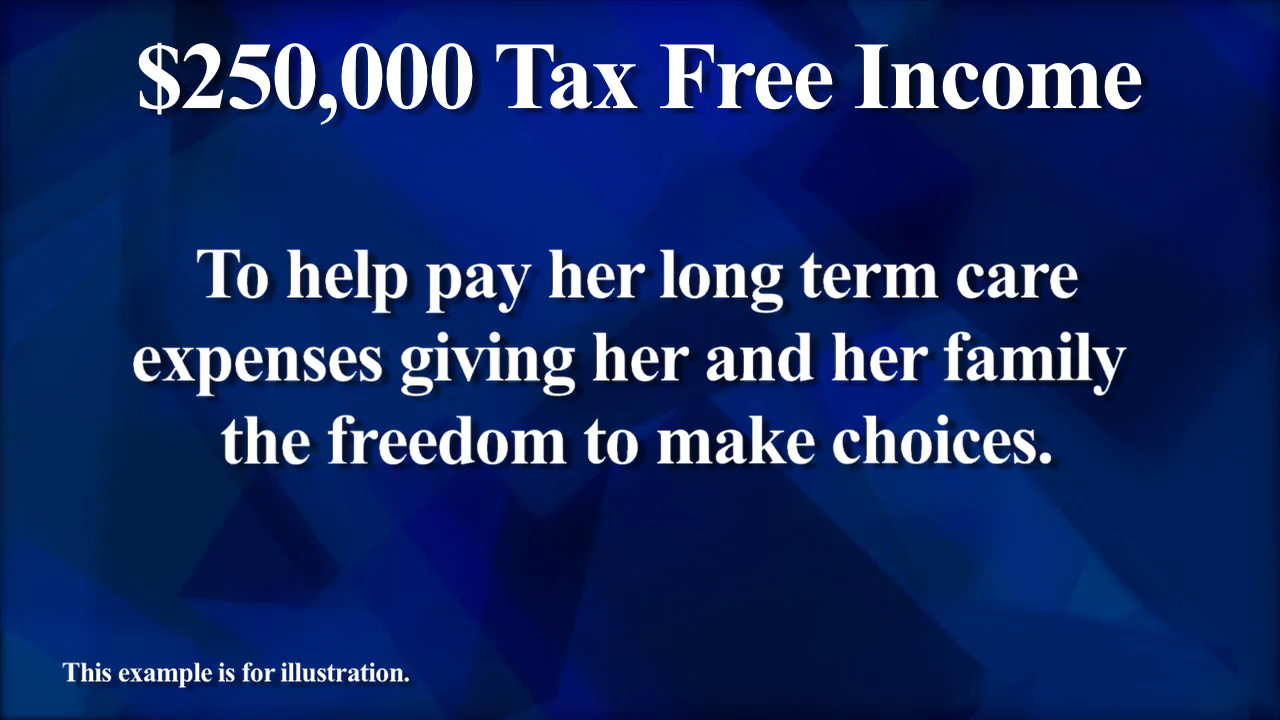 $250,000 Tax Free Income
To help pay her long term care
expenses giving her and her family
the freedom to make choices.
This example is for illustration.